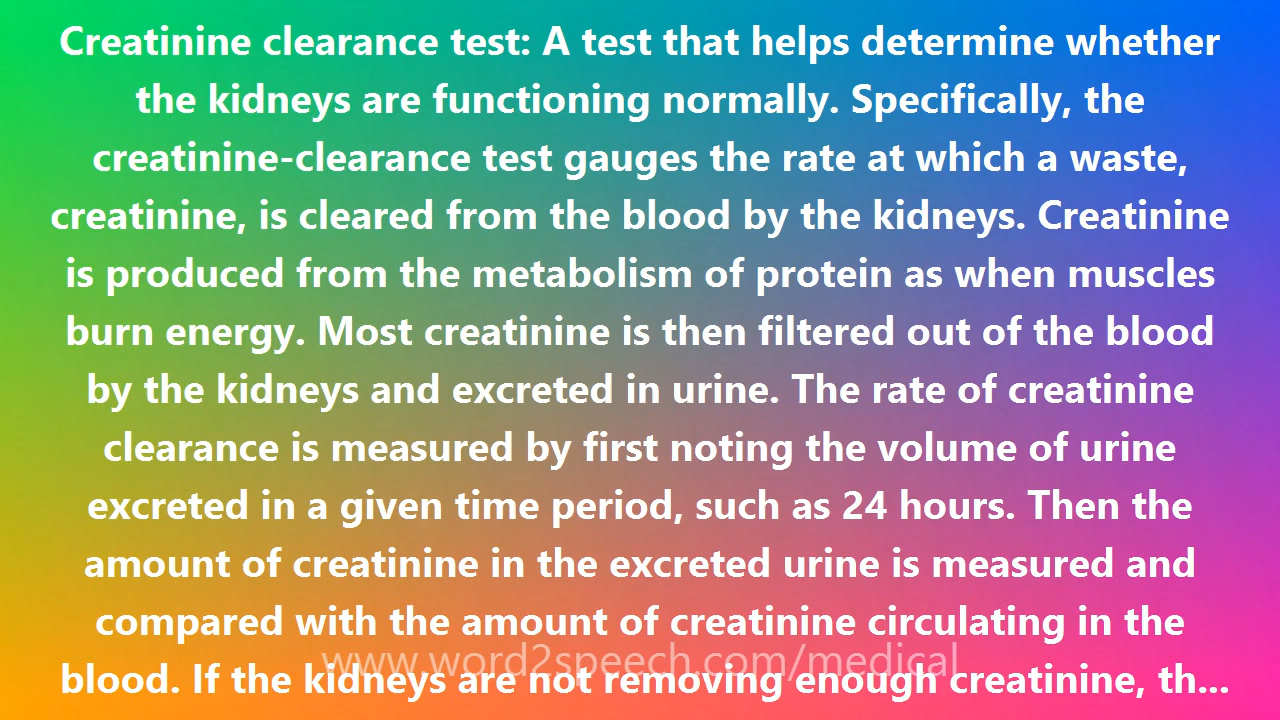 Creatinine clearance test: A test that helps determine whether
the kidneys are functioning normally. Specifically, the
creatinine-clearance test gauges the rate at which a waste,
creatinine, is cleared from the blood by the kidneys. Creatinine
is produced from the metabolism of protein as when muscles
burn energy. Most creatinine is then filtered out of the blood
by the kidneys and excreted in urine. The rate of creatinine
clearance is measured by first noting the volume of urine
excreted in a given time period, such as 24 hours. Then the
amount of creatinine in the excreted urine is measured and
compared with the amount of creatinine circulating in the
www.word2speech.com/medical
blood. If the kidneys are not removing enough creatinine, th...